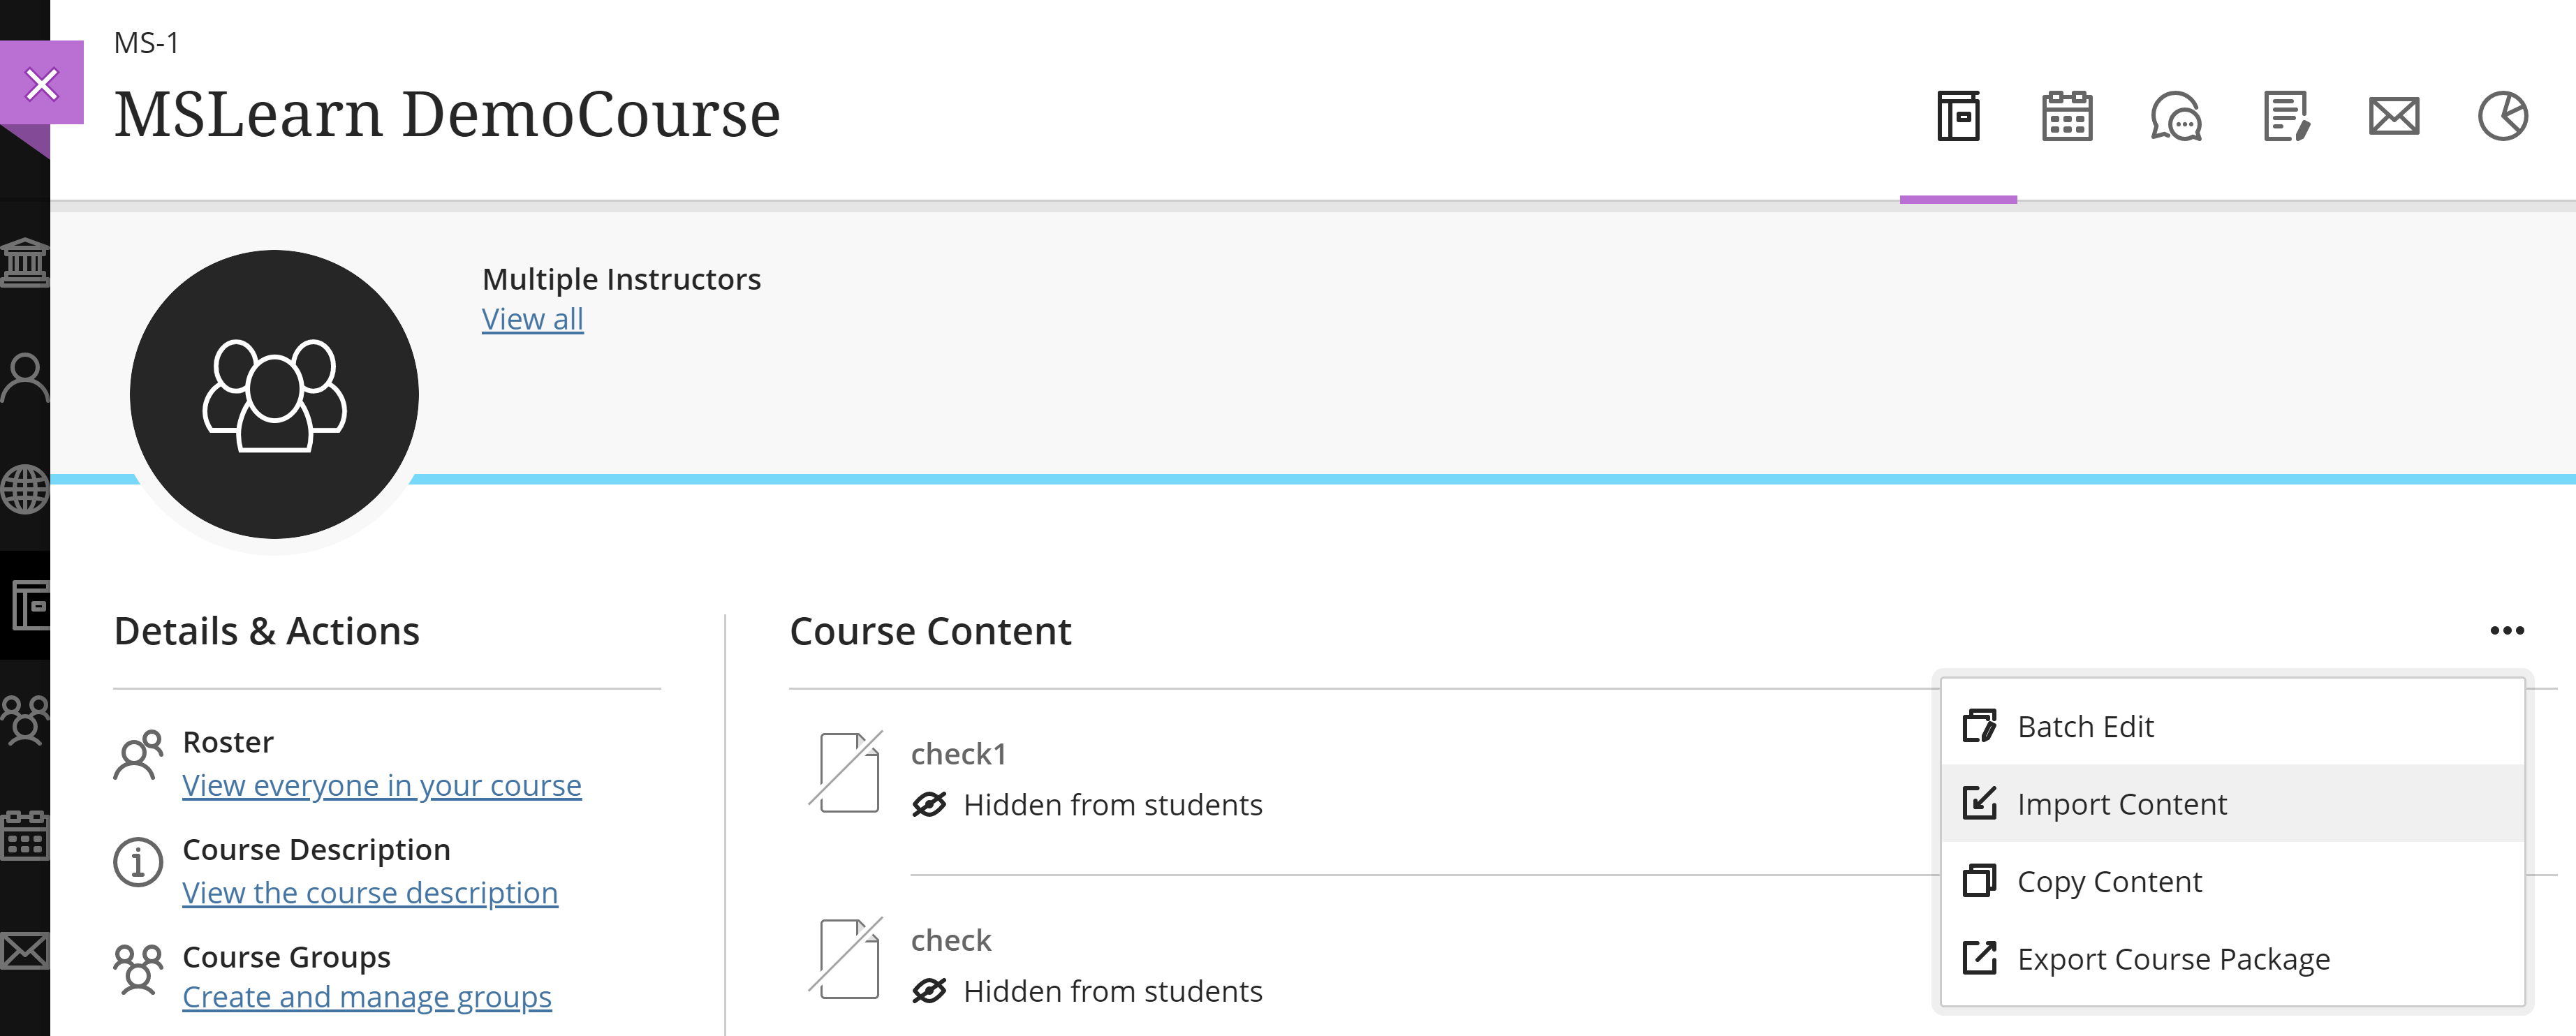 MS-1
MSLearn DemoCourse
Multiple Instructors
View all
Details & Actions
Roster
View everyone in your course
Course Description
View the course description
Course Groups
Create and manage groups
Course Content
check1
Hidden from students
check
Hidden from students
Batch Edit
Import Content
Copy Content
Export Course Package